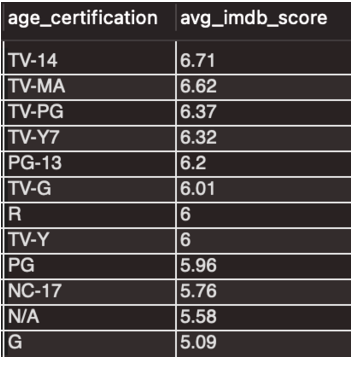 age_certification avg_imdb_score
TV-14 6.71
TV-MA 6.62
TV-PG 6.37
TV-Y7 6.32
PG-13 6.2
TV-G 6.01
R 6
TV-Y 6
PG 5.96
NC-17 5.76
N/A 5.58
G 5.09